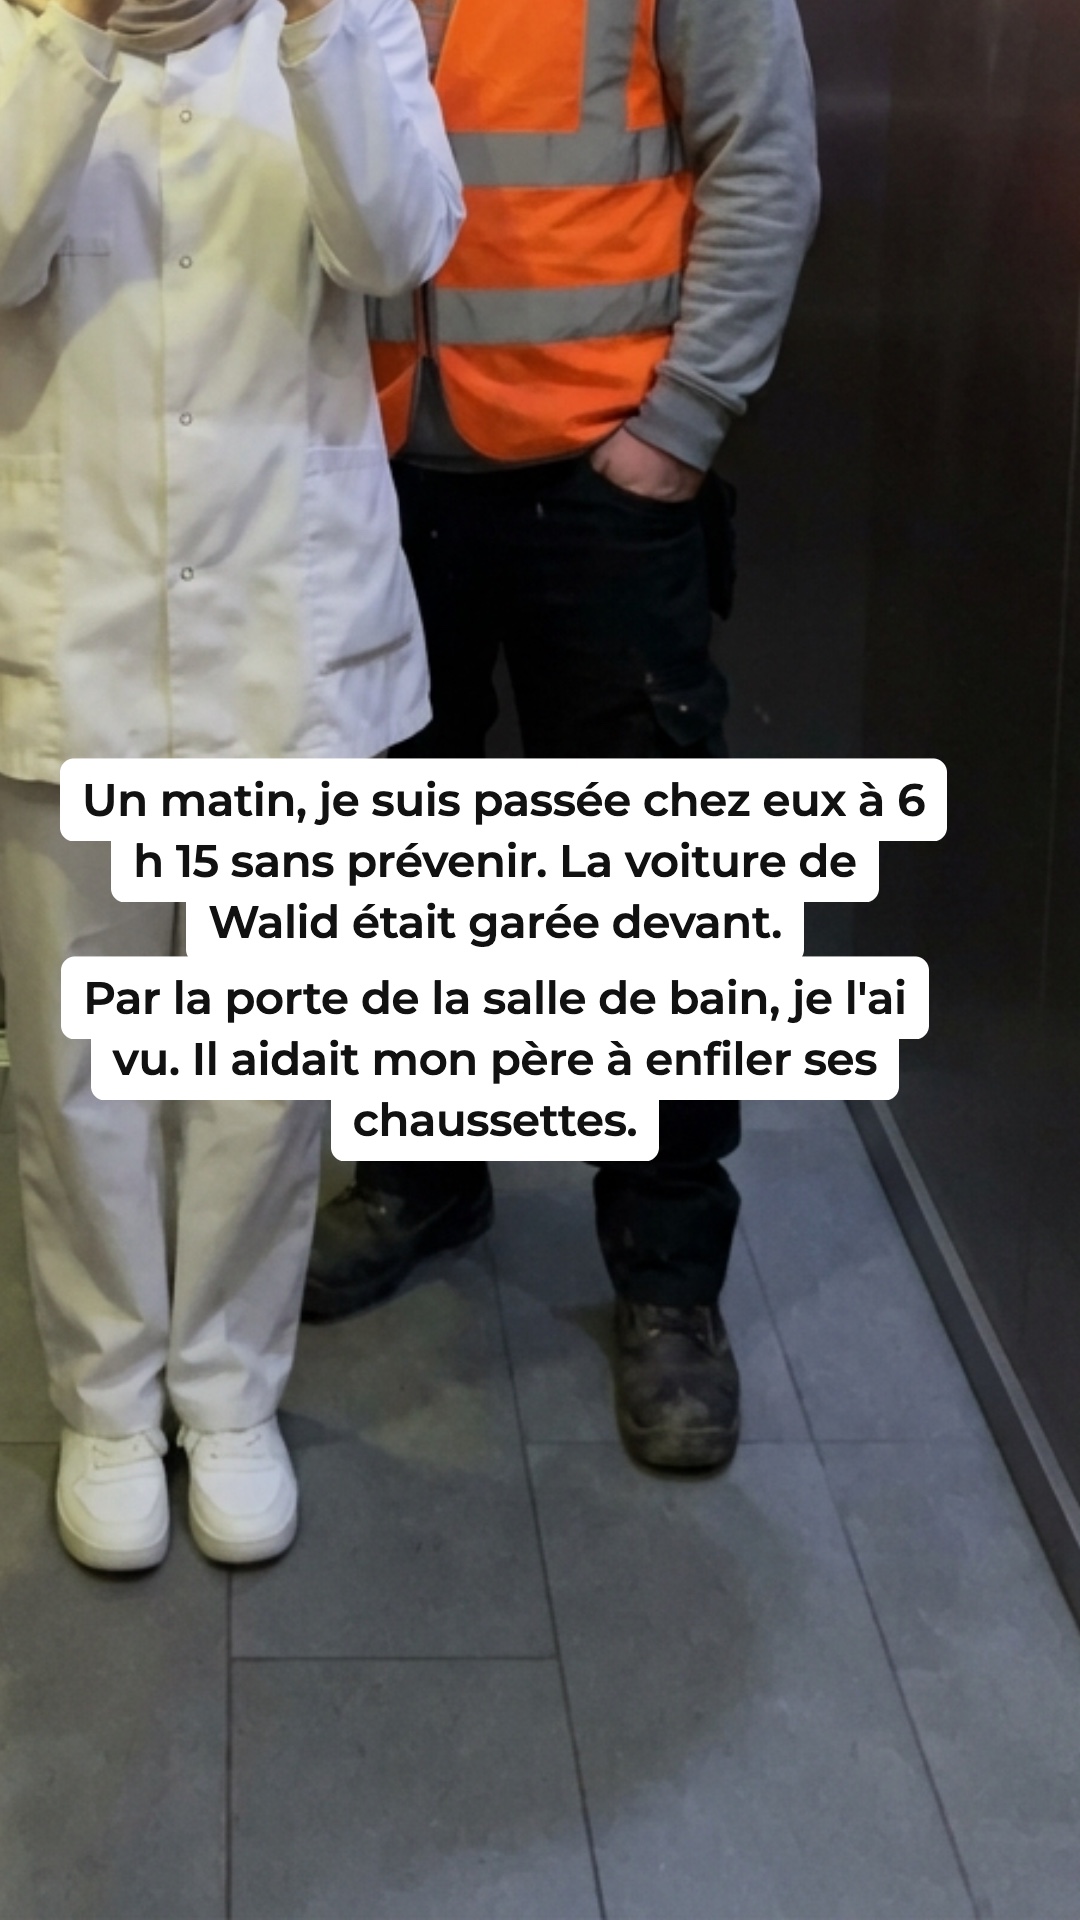 Un matin, je suis passée chez eux à 6
h 15 sans prévenir. La voiture de
Walid était garée devant.
Par la porte de la salle de bain, je l'ai
vu. Il aidait mon père à enfiler ses
chaussettes.